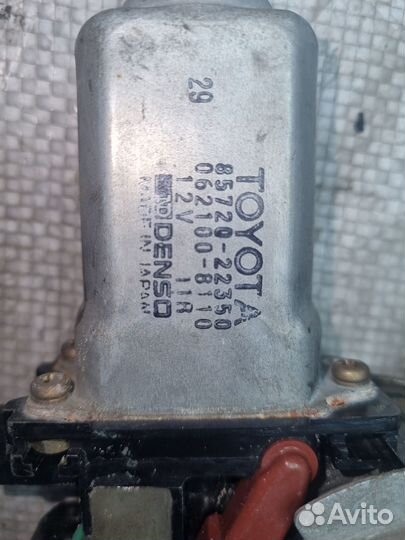 29
TOYOTA
85720-22350
062100-8110
12V 11R
DENSO
MADE IN JAPAN
Avito